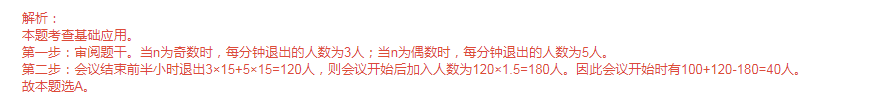 解析：
本题考查基础应用。
第一步：审阅题干。当n为奇数时，每分钟退出的人数为3人；当n为偶数时，每分钟退出的人数为5人。
第二步：会议结束前半小时退出3×15+5×15=120人，则会议开始后加入人数为120×1.5=180人。因此会议开始时有100+120-180=40人。
故本题选A。